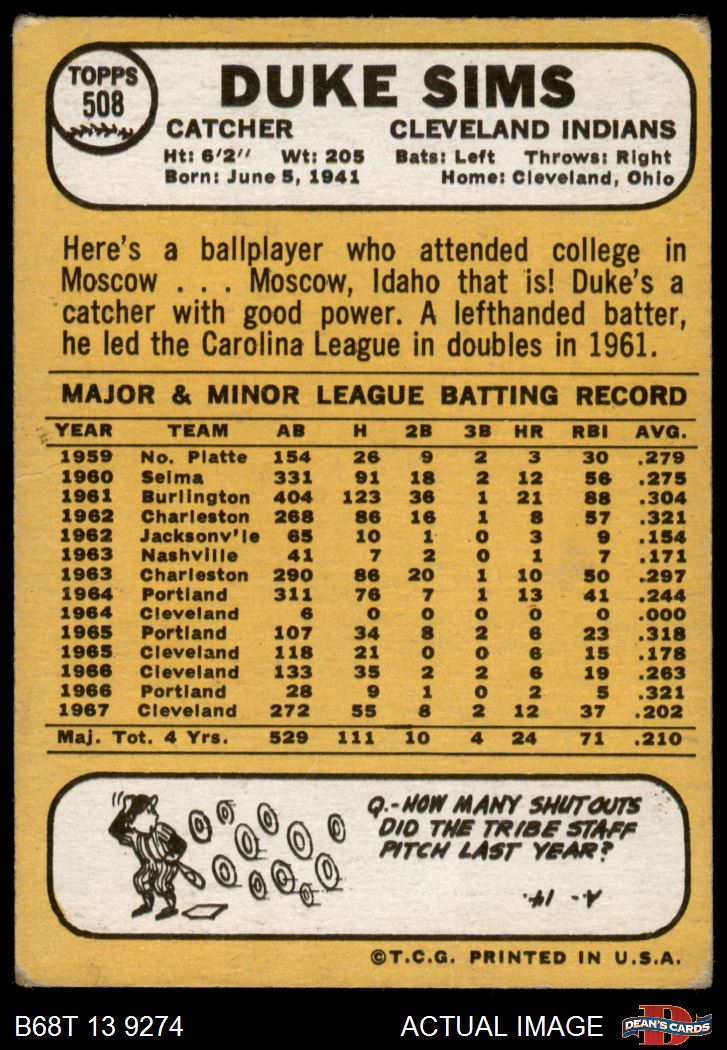 TOPPS
508
DUKE SIMS
CATCHER CLEVELAND INDIANS
Ht: 6'2" Wt: 205 Bats: Left Throws: Right
Born: June 5, 1941 Home: Cleveland, Ohio
Here's a ballplayer who attended college in
Moscow . . . Moscow, Idaho that is! Duke's a
catcher with good power. A lefthanded batter,
he led the Carolina League in doubles in 1961.
MAJOR & MINOR LEAGUE BATTING RECORD
YEAR TEAM AB H 2B 3B HR RBI AVG.
1959 No. Platte 154 26 9 2 3 30 .279
1960 Selma 331 91 18 2 12 56 .275
1961 Burlington 404 123 36 1 21 88 .304
1962 Charleston 268 86 16 1 8 57 .321
1962 Jacksonv'le 65 10 1 0 3 9 .154
1963 Nashville 41 7 2 0 1 7 .171
1963 Charleston 290 86 20 1 10 50 .297
1964 Portland 311 76 7 1 13 41 .244
1964 Cleveland 6 0 0 0 0 0 .000
1965 Portland 107 34 8 2 6 23 .318
1965 Cleveland 118 21 0 0 6 15 .178
1966 Cleveland 133 35 2 2 6 19 .263
1966 Portland 28 9 1 0 2 5 .321
1967 Cleveland 272 55 8 2 12 37 .202
Maj. Tot. 4 Yrs. 529 111 10 4 24 71 .210
Q.-HOW MANY SHUTOUTS
DID THE TRIBE STAFF
PITCH LAST YEAR?
A- 14.
©T.C.G. PRINTED IN U.S.A.
B68T 13 9274 ACTUAL IMAGE
D
DEAN'S CARDS